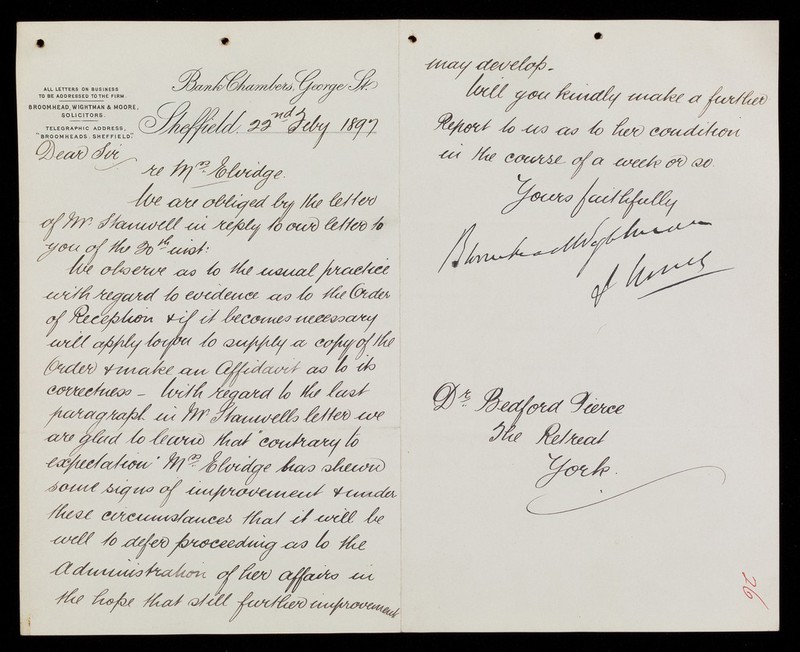 ALL LETTERS ON BUSINESS
TO BE ADDRESSED TO THE FIRM.
BROOMHEAD, WIGHTMAN & MOORE,
SOLICITORS.
TELEGRAPHIC ADDRESS,
"BROOMHEADS. SHEFFIELD."
Bank Chambers, George St.
Sheffield, 22nd Feby 1897
Dear Sir
re Mrs. Elvidge.
We are obliged by the letter
of Mr. Stanwell in reply to our letter to
you of the 20th inst:
We observe as to the usual practice
with regard to evidence as to the Order
of Reception & if it becomes necessary
will apply to you to supply a copy of the
Order & make an Affidavit as to its
correctness – With regard to the last
paragraph in Mr. Stanwells letter we
are glad to learn that "contrary to
expectation" Mrs. Elvidge has shewn
some signs of improvement & under
these circumstances that it will be
well to defer proceeding as to the
Administration of her affairs in
the hope that still further improvement
may develop –
Will you kindly make a further
Report to us as to her condition
in the course of a week or so.
Yours faithfully
Broomhead Wightman
& Moore
Dr. Bedford Pierce
The Retreat
York.
26